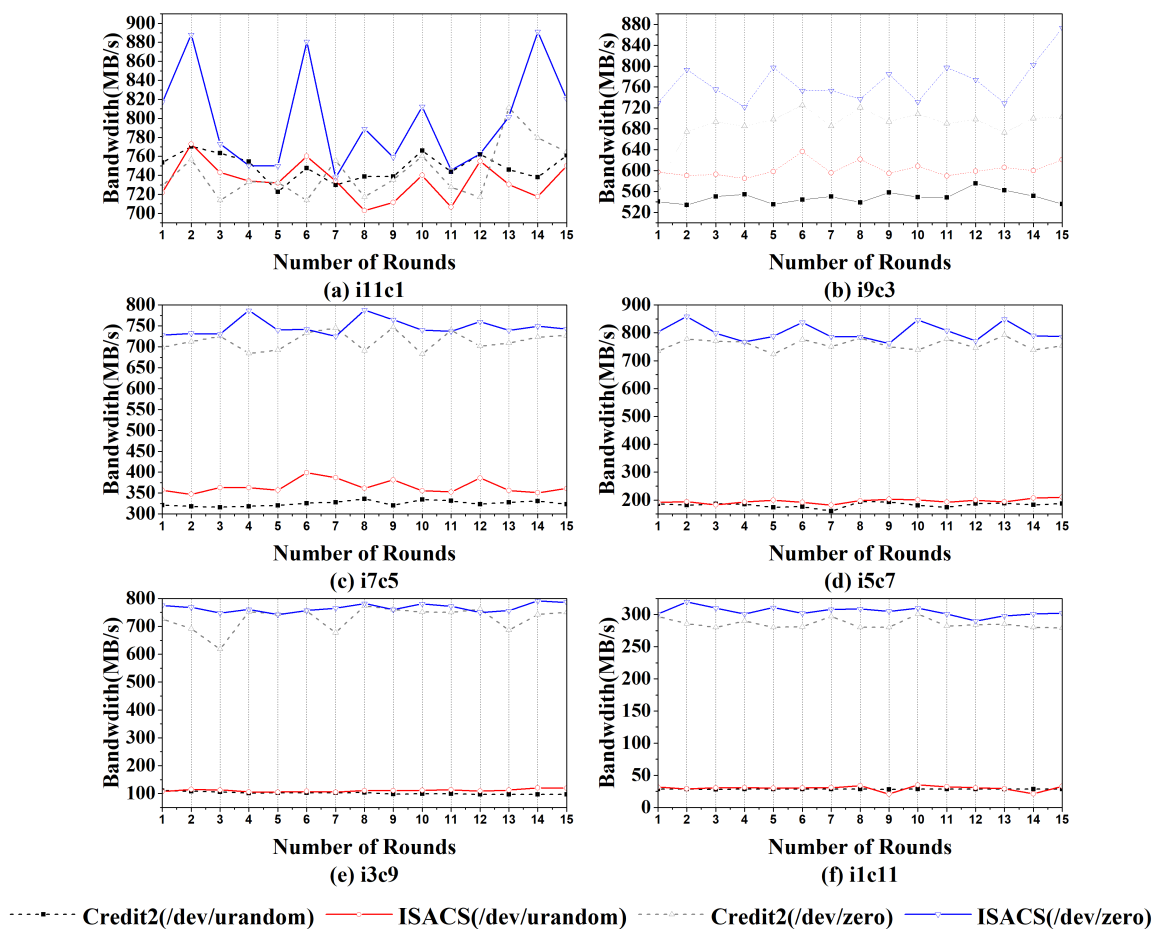 900
880
860
840
820
800
780
760
740
720
700
Bandwdith(MB/s)
1 2 3 4 5 6 7 8 9 10 11 12 13 14 15
Number of Rounds
(a) i11c1
880
840
800
760
720
680
640
600
560
520
Bandwdith(MB/s)
1 2 3 4 5 6 7 8 9 10 11 12 13 14 15
Number of Rounds
(b) i9c3
800
750
700
650
600
550
500
450
400
350
300
Bandwdith(MB/s)
1 2 3 4 5 6 7 8 9 10 11 12 13 14 15
Number of Rounds
(c) i7c5
900
800
700
600
500
400
300
200
Bandwdith(MB/s)
1 2 3 4 5 6 7 8 9 10 11 12 13 14 15
Number of Rounds
(d) i5c7
800
700
600
500
400
300
200
100
Bandwdith(MB/s)
1 2 3 4 5 6 7 8 9 10 11 12 13 14 15
Number of Rounds
(e) i3c9
300
250
200
150
100
50
0
Bandwdith(MB/s)
1 2 3 4 5 6 7 8 9 10 11 12 13 14 15
Number of Rounds
(f) i1c11
Credit2(/dev/urandom) ISACS(/dev/urandom) Credit2(/dev/zero) ISACS(/dev/zero)